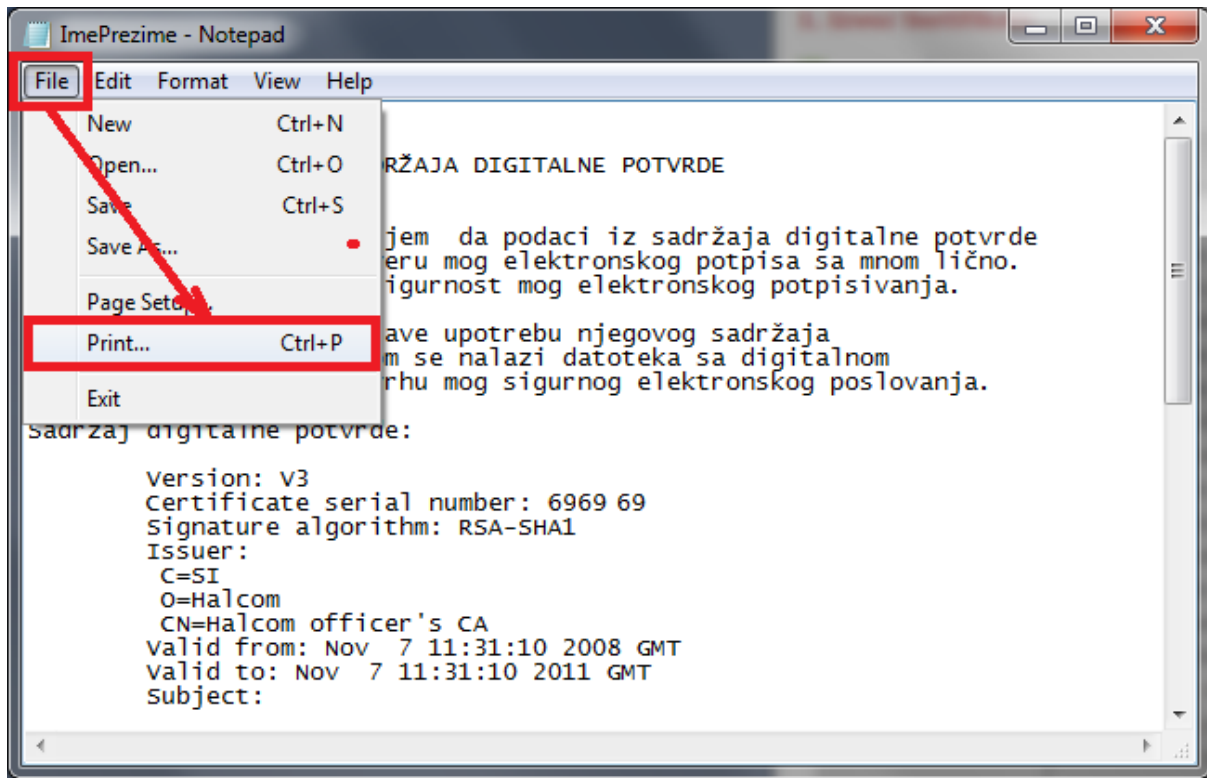 ImePrezime - Notepad
File Edit Format View Help
New Ctrl+N
Open... Ctrl+O
Save Ctrl+S
Save As...
Page Setup...
Print... Ctrl+P
Exit
RŽAJA DIGITALNE POTVRDE
jem da podaci iz sadržaja digitalne potvrde
eru mog elektronskog potpisa sa mnom lično.
igurnost mog elektronskog potpisivanja.
ave upotrebu njegovog sadržaja
m se nalazi datoteka sa digitalnom
rhu mog sigurnog elektronskog poslovanja.
Sadržaj digitalne potvrde:
Version: V3
Certificate serial number: 6969 69
Signature algorithm: RSA-SHA1
Issuer:
C=SI
O=Halcom
CN=Halcom officer's CA
Valid from: Nov 7 11:31:10 2008 GMT
Valid to: Nov 7 11:31:10 2011 GMT
Subject: